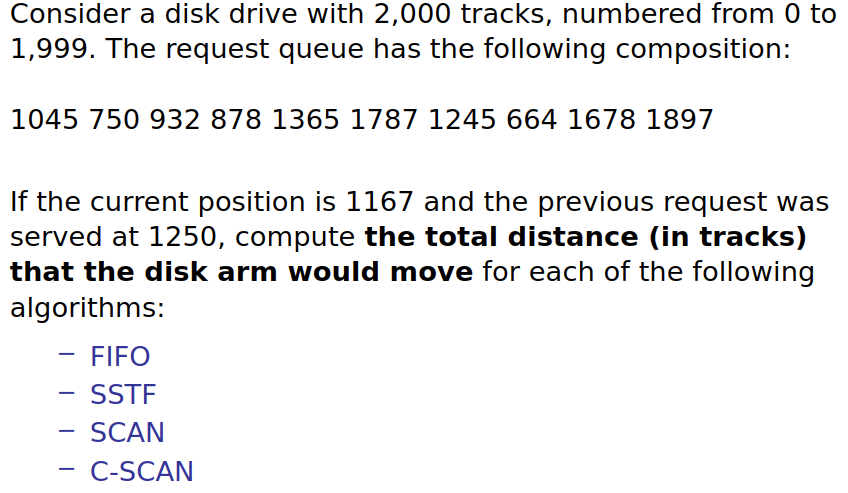 Consider a disk drive with 2,000 tracks, numbered from 0 to
1,999. The request queue has the following composition:
1045 750 932 878 1365 1787 1245 664 1678 1897
If the current position is 1167 and the previous request was
served at 1250, compute the total distance (in tracks)
that the disk arm would move for each of the following
algorithms:
– FIFO
– SSTF
– SCAN
– C-SCAN